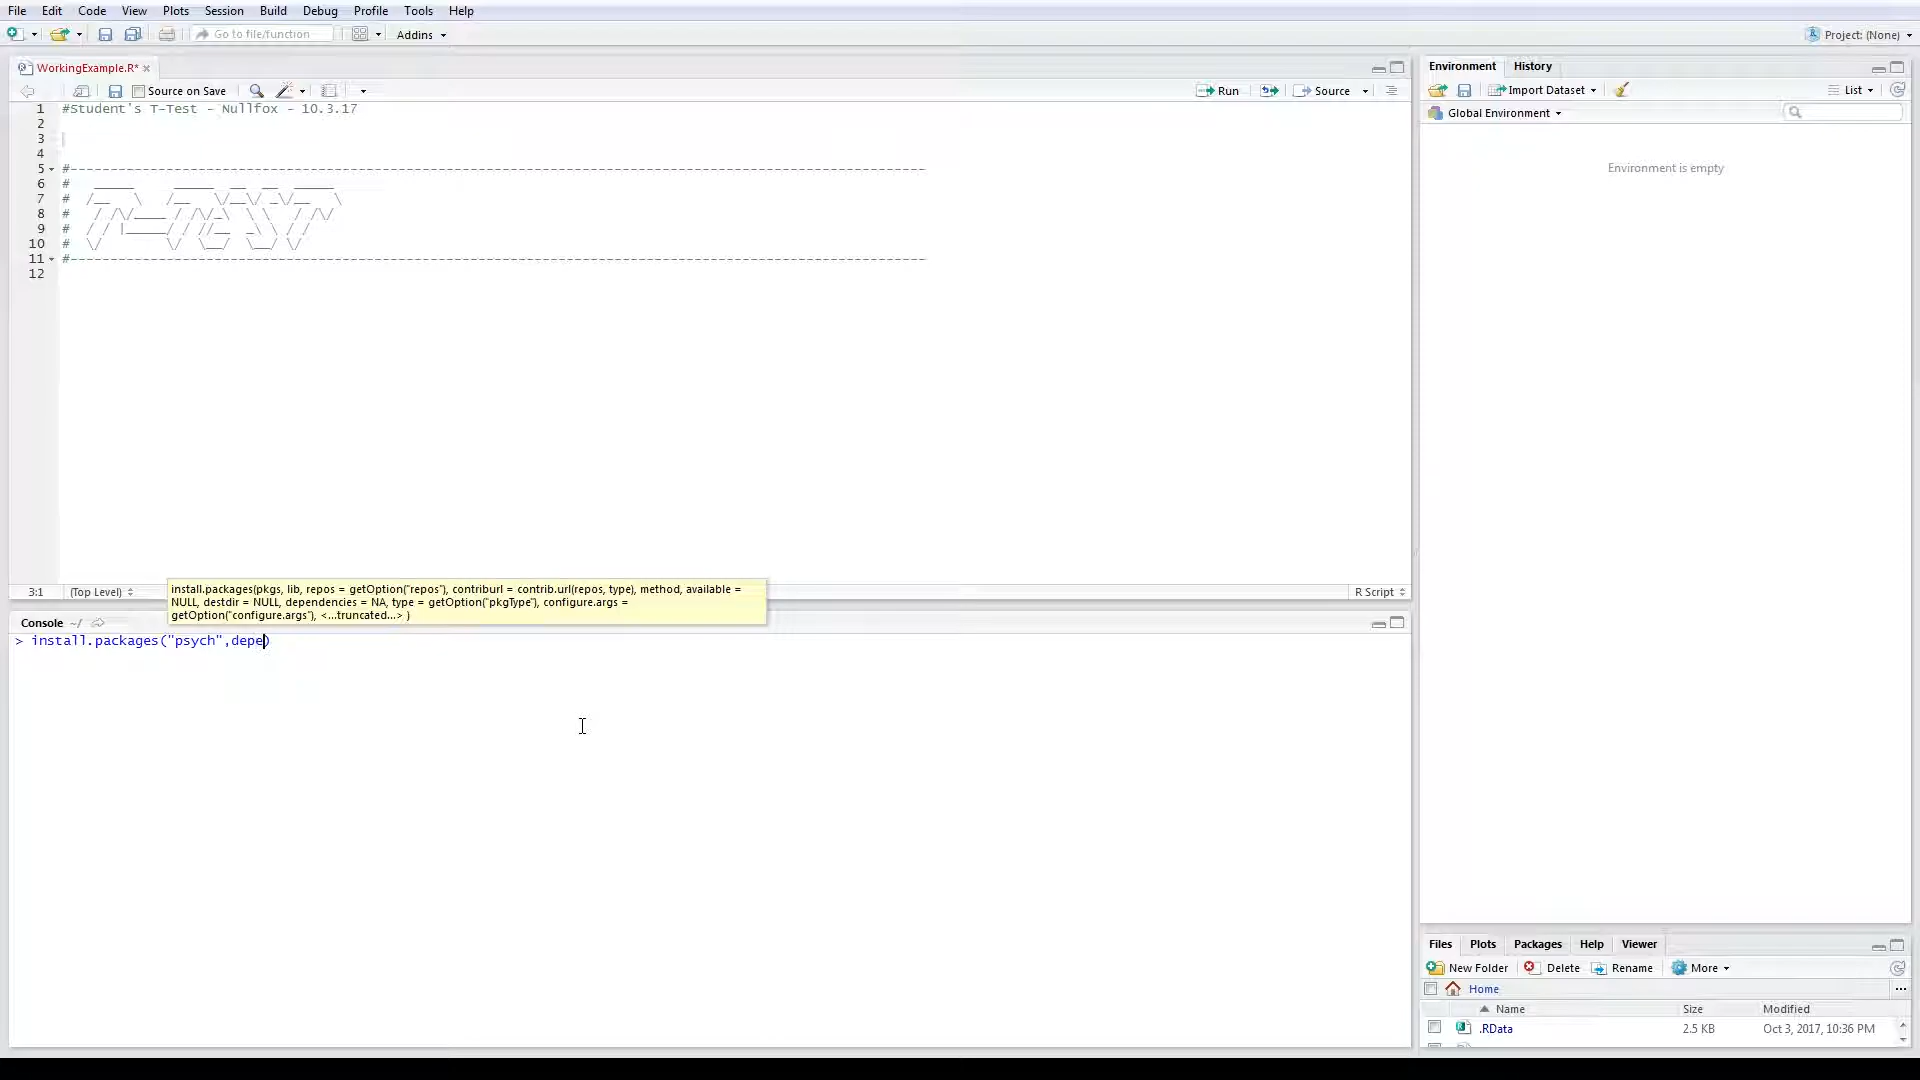 File Edit Code View Plots Session Build Debug Profile Tools Help
Go to file/function Addins Project: (None)
WorkingExample.R* Environment History
Source on Save Run Source Import Dataset List
Global Environment
1 #Student's T-Test - Nullfox - 10.3.17
2
3
4
5 #-----------------------------------------------------------------------------------------------------------
6 #
7 #
8 #
9 #
10 #
11 #-----------------------------------------------------------------------------------------------------------
12
Environment is empty
3:1 (Top Level) R Script
install.packages(pkgs, lib, repos = getOption("repos"), contriburl = contrib.url(repos, type), method, available =
NULL, destdir = NULL, dependencies = NA, type = getOption("pkgType"), configure.args =
getOption("configure.args"), <...truncated...> )
Console ~/
> install.packages("psych",depe)
Files Plots Packages Help Viewer
New Folder Delete Rename More
Home ...
Name Size Modified
.RData 2.5 KB Oct 3, 2017, 10:36 PM